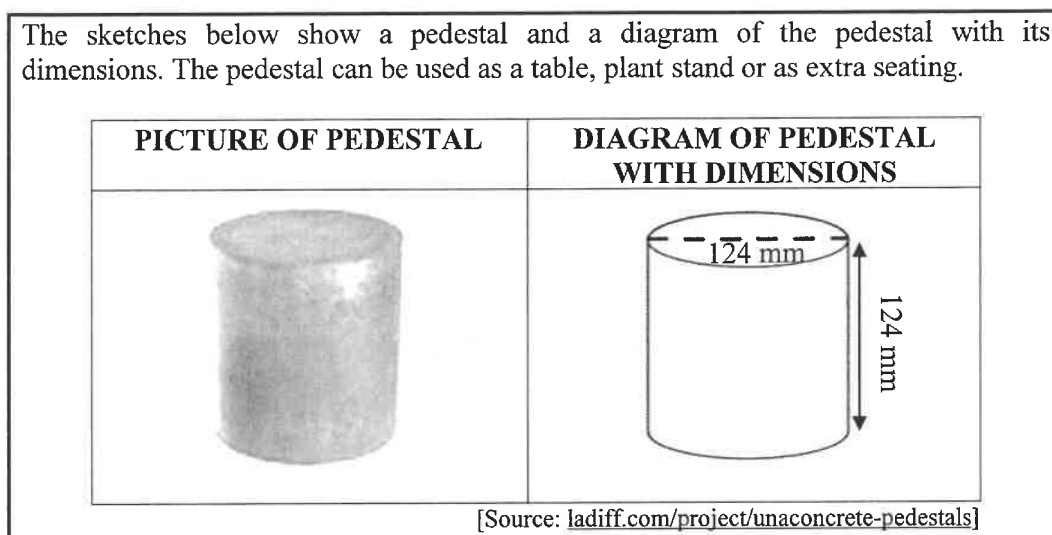 The sketches below show a pedestal and a diagram of the pedestal with its
dimensions. The pedestal can be used as a table, plant stand or as extra seating.
PICTURE OF PEDESTAL
DIAGRAM OF PEDESTAL
WITH DIMENSIONS
124 mm
124 mm
[Source: ladiff.com/project/unaconcrete-pedestals]